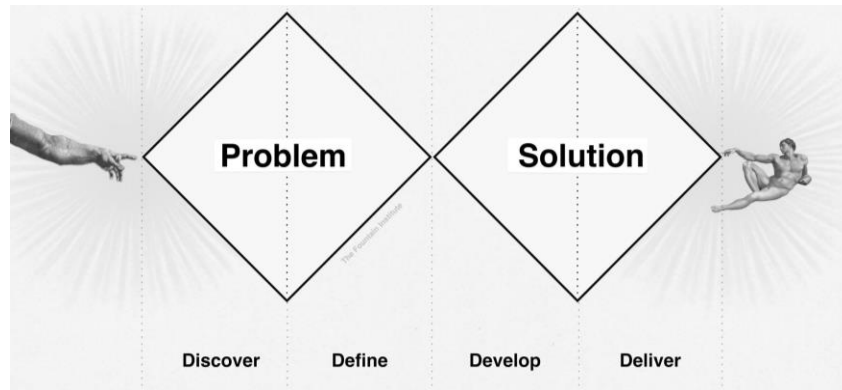 Problem
Solution
The Fountain Institute
Discover
Define
Develop
Deliver